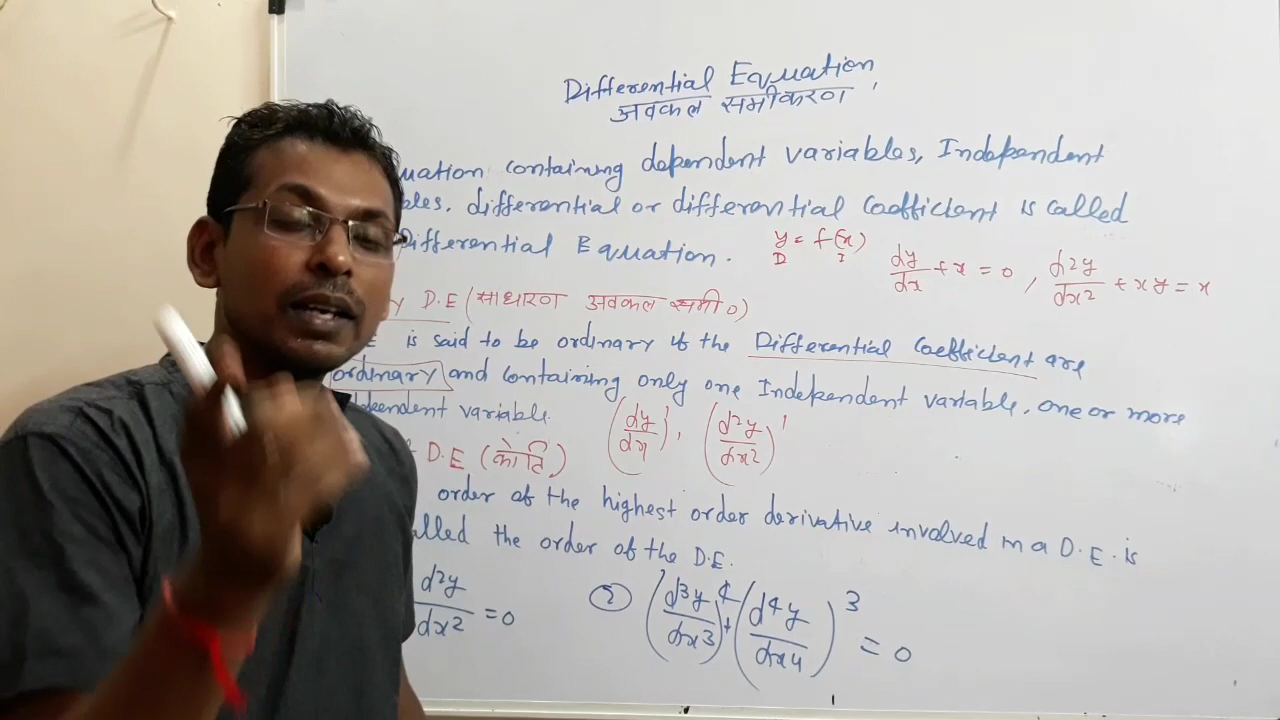 Differential Equation
अवकल समीकरण
uation containing dependent variables, Independent
bles, differential or differential Coefficient is called
Differential Equation.
y = f(x)
D I
dy/dx + x = 0, d²y/dx² + xy = x
y D.E (साधारण अवकल समी०)
E is said to be ordinary if the Differential Coefficient are
ordinary and containing only one Independent variable, one or more
dependent variable.
(dy/dx)¹, (d²y/dx²)¹
f D.E (कोटि)
order of the highest order derivative involved in a D.E. is
alled the order of the D.E.
d²y/dx² = 0
② (d³y/dx³)⁴ + (d⁴y/dx⁴)³ = 0